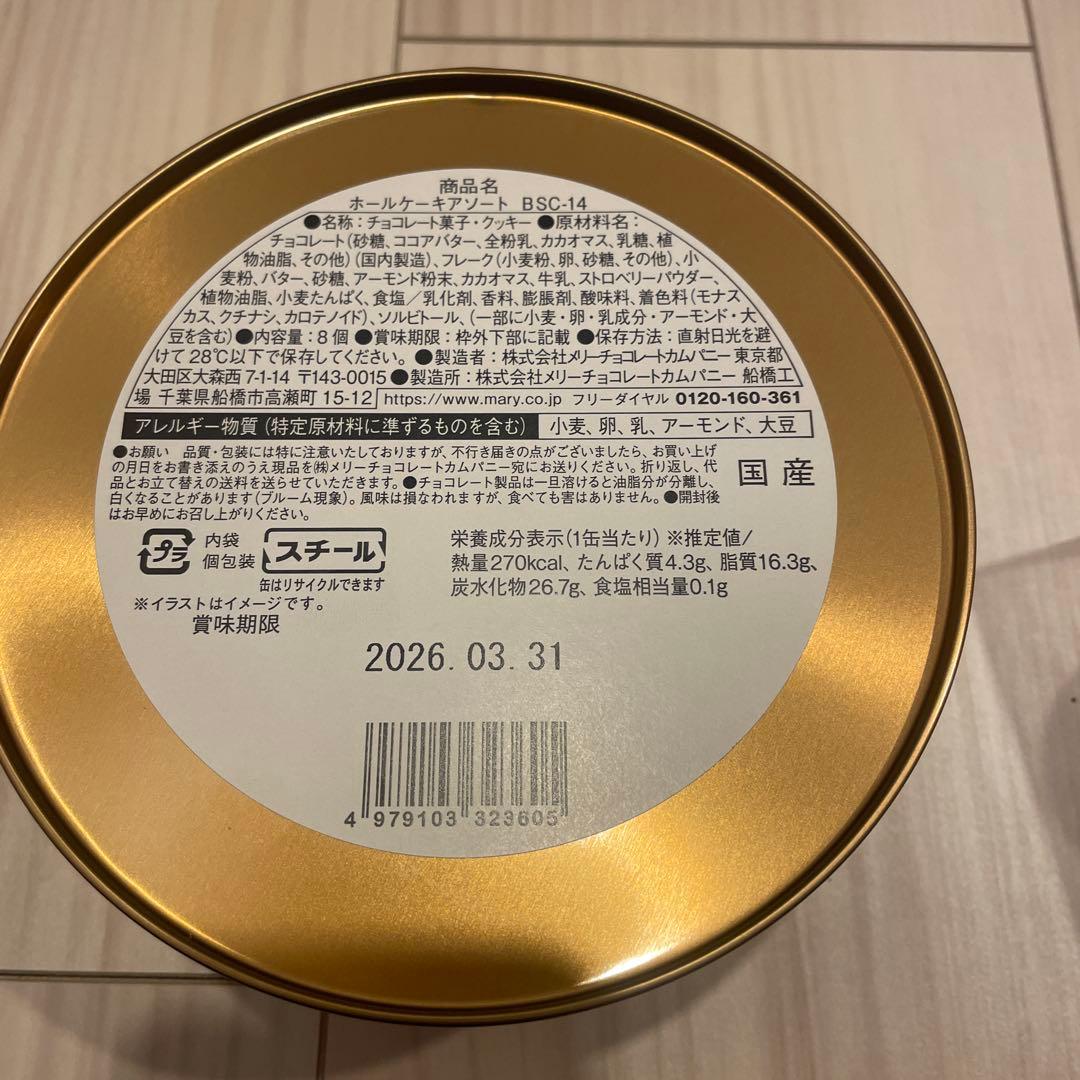 商品名
ホールケーキアソート BSC-14
●名称：チョコレート菓子・クッキー ●原材料名：
チョコレート（砂糖、ココアバター、全粉乳、カカオマス、乳糖、植
物油脂、その他）（国内製造）、フレーク（小麦粉、卵、砂糖、その他）、小
麦粉、バター、砂糖、アーモンド粉末、カカオマス、牛乳、ストロベリーパウダー、
植物油脂、小麦たんぱく、食塩／乳化剤、香料、膨脹剤、酸味料、着色料（モナス
カス、クチナシ、カロテノイド）、ソルビトール、（一部に小麦・卵・乳成分・アーモンド・大
豆を含む）●内容量：8個 ●賞味期限：枠外下部に記載 ●保存方法：直射日光を避
けて28℃以下で保存してください。●製造者：株式会社メリーチョコレートカムパニー 東京都
大田区大森西7-1-14 〒143-0015 ●製造所：株式会社メリーチョコレートカムパニー 船橋工
場 千葉県船橋市高瀬町15-12 https://www.mary.co.jp フリーダイヤル 0120-160-361
アレルギー物質（特定原材料に準ずるものを含む） 小麦、卵、乳、アーモンド、大豆
●お願い 品質・包装には特に注意いたしておりますが、不行き届きの点がございましたら、お買い上げ
の月日をお書き添えのうえ現品を㈱メリーチョコレートカムパニー宛にお送りください。折り返し、代
品とお立て替えの送料を送らせていただきます。●チョコレート製品は一旦溶けると油脂分が分離し、
白くなることがあります（ブルーム現象）。風味は損なわれますが、食べても害はありません。●開封後
はお早めにお召し上がりください。
国産
プラ 内袋 個包装
スチール
缶はリサイクルできます
※イラストはイメージです。
栄養成分表示（1缶当たり）※推定値／
熱量270kcal、たんぱく質4.3g、脂質16.3g、
炭水化物26.7g、食塩相当量0.1g
賞味期限
2026.03.31
4 979103 323605